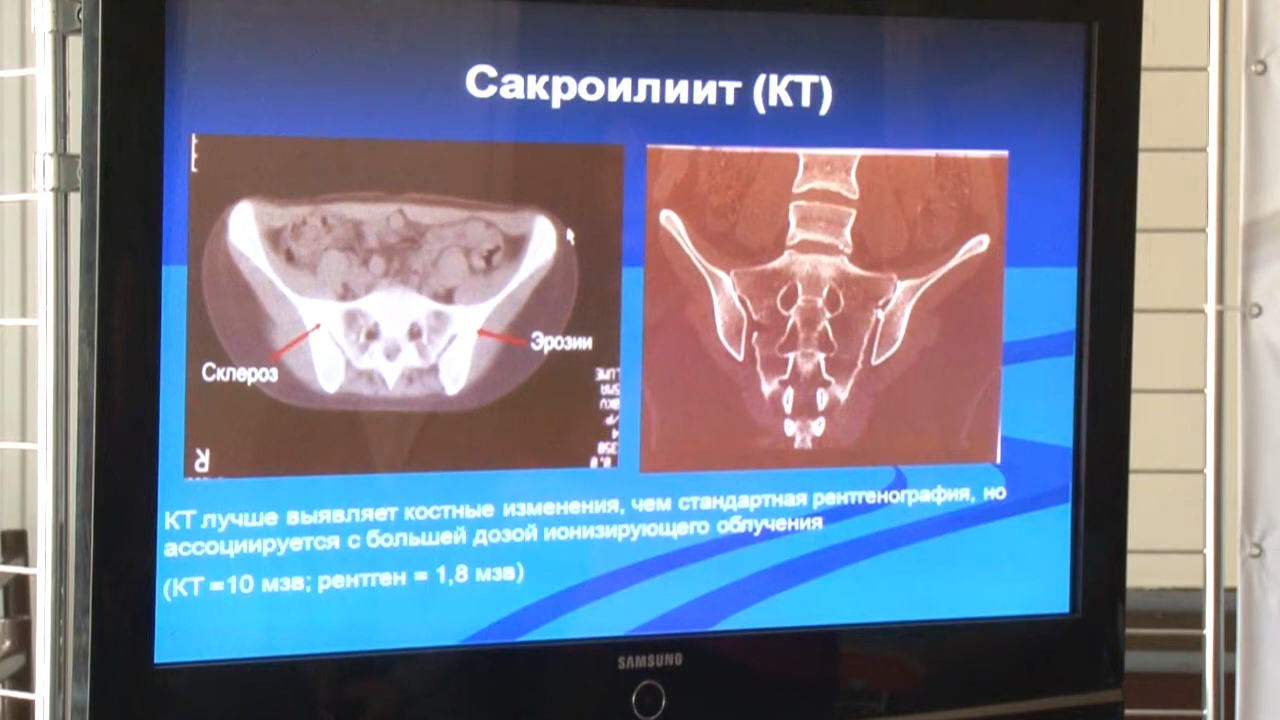 Сакроилиит (КТ)
Склероз
Эрозии
R
КТ лучше выявляет костные изменения, чем стандартная рентгенография, но
ассоциируется с большей дозой ионизирующего облучения
(КТ =10 мзв; рентген = 1,8 мзв)
SAMSUNG